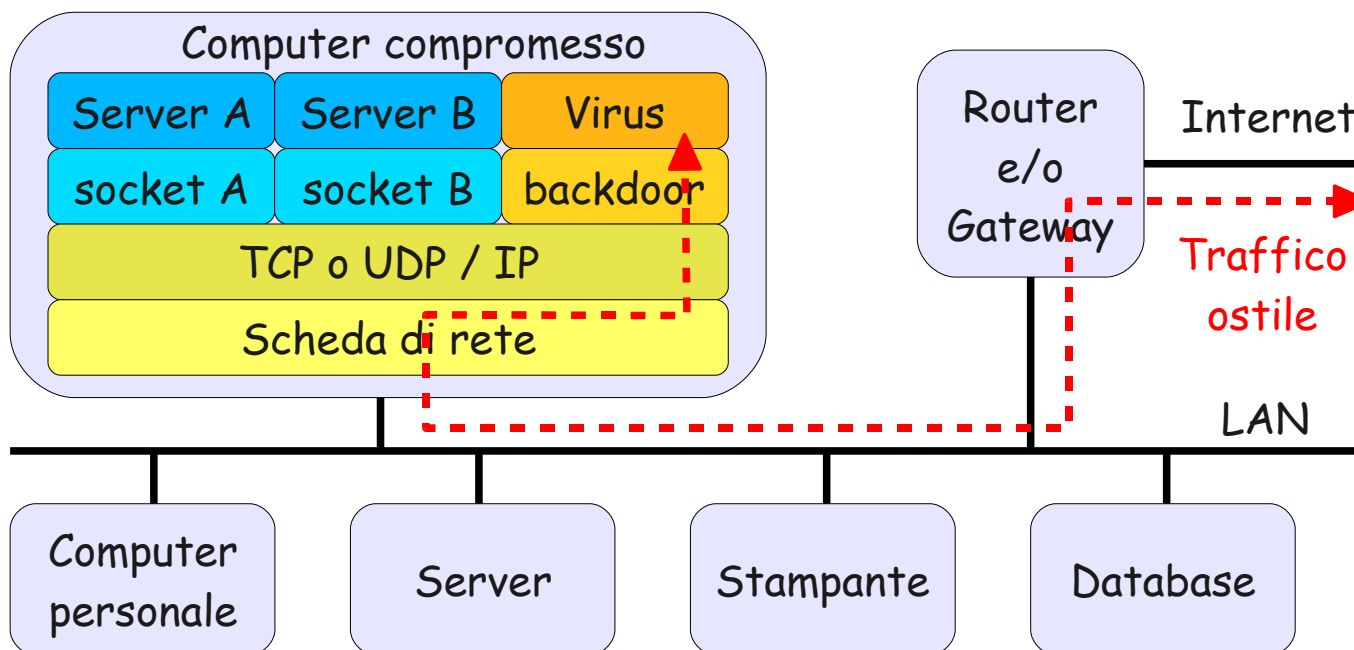 Computer compromesso
Server A
Server B
Virus
socket A
socket B
backdoor
TCP o UDP / IP
Scheda di rete
Router
e/o
Gateway
Internet
Traffico
ostile
LAN
Computer
personale
Server
Stampante
Database